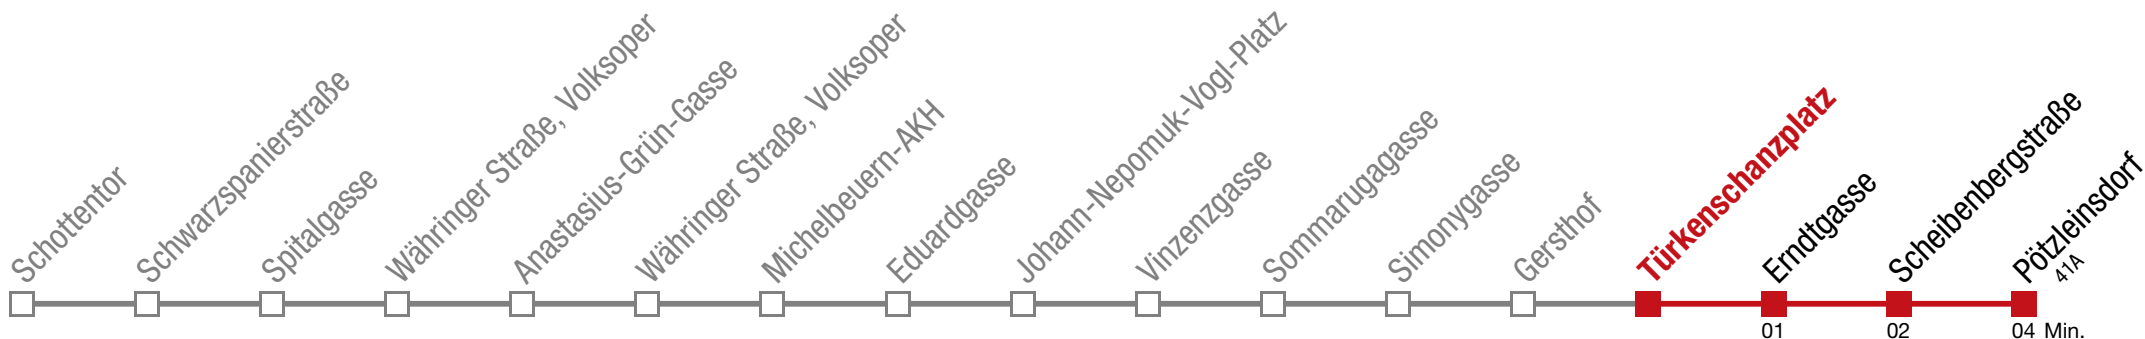 Schottentor
Schwarzspanierstraße
Spitalgasse
Währinger Straße, Volksoper
Anastasius-Grün-Gasse
Währinger Straße, Volksoper
Michelbeuern-AKH
Eduardgasse
Johann-Nepomuk-Vogl-Platz
Vinzenzgasse
Sommarugagasse
Simonygasse
Gersthof
Türkenschanzplatz
Erndtgasse
Scheibenbergstraße
Pötzleinsdorf
41A
01 02 04 Min.